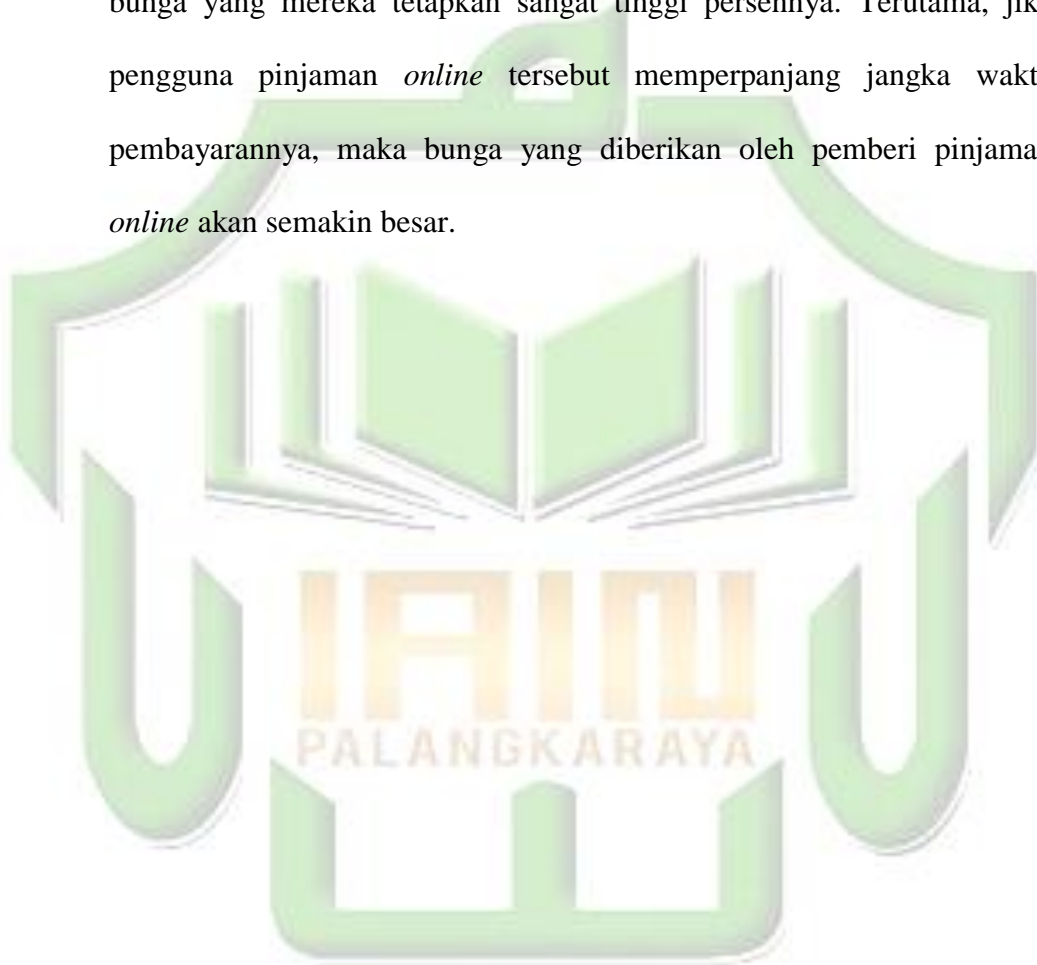 bunga yang mereka tetapkan sangat tinggi persennya. Terutama, jik
pengguna pinjaman online tersebut memperpanjang jangka wakt
pembayarannya, maka bunga yang diberikan oleh pemberi pinjama
online akan semakin besar.
IAIN
PALANGKARAYA